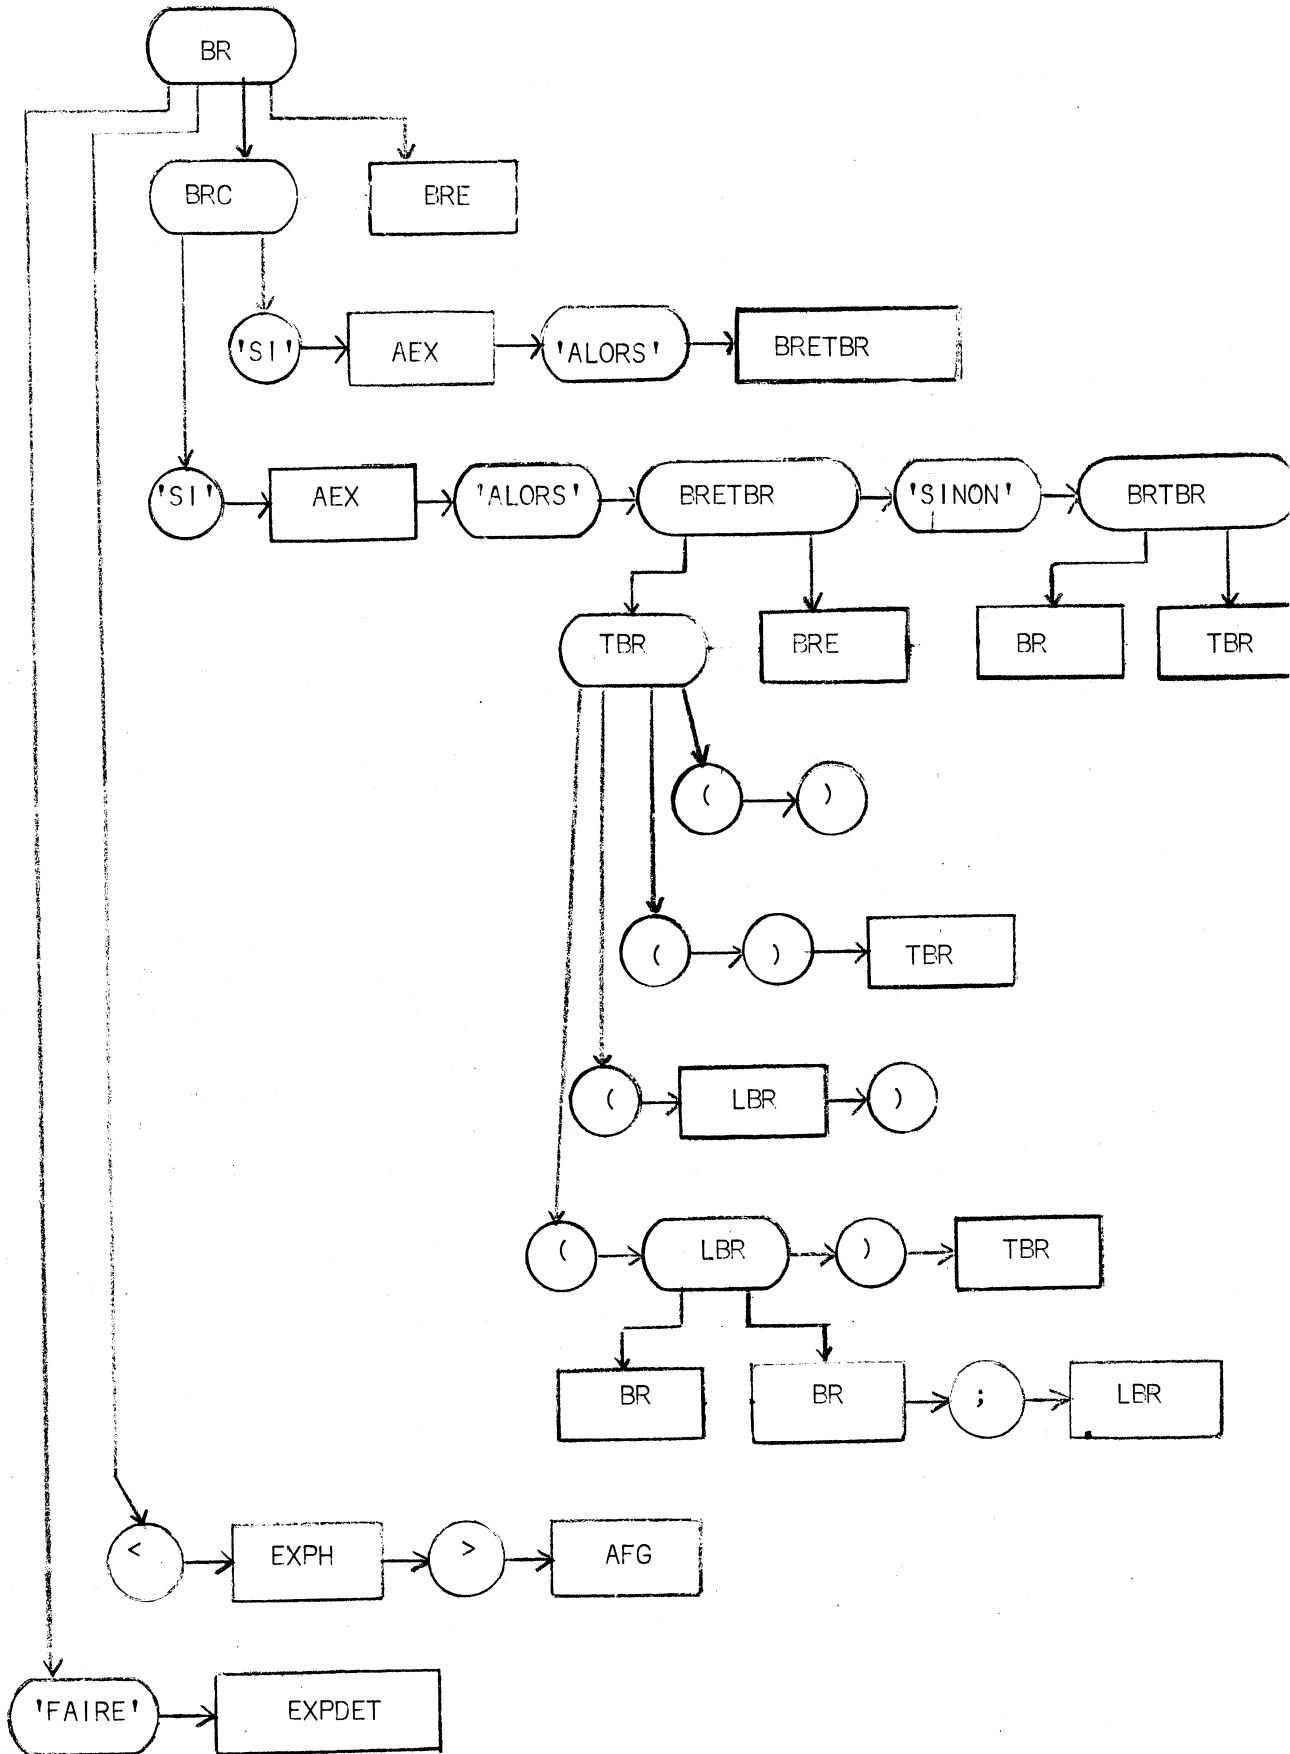 BR
BRC BRE
'SI' AEX 'ALORS' BRETBR
'SI' AEX 'ALORS' BRETBR 'SINON' BRTBR
TBR BRE BR TBR
( )
( ) TBR
( LBR )
( LBR ) TBR
BR BR ; LBR
< EXPH > AFG
'FAIRE' EXPDET